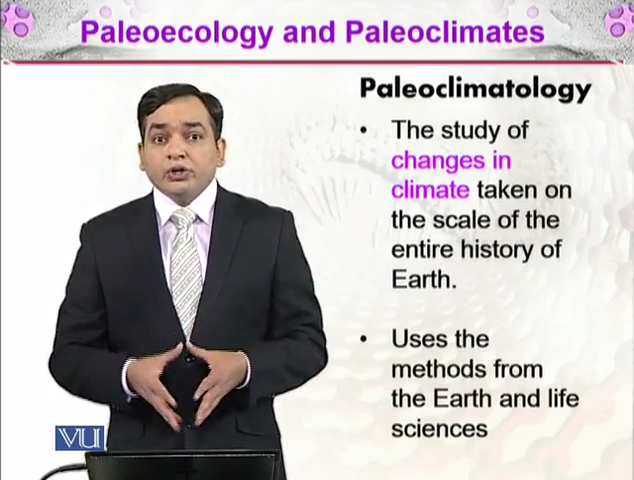 Paleoecology and Paleoclimates
Paleoclimatology
• The study of
changes in
climate taken on
the scale of the
entire history of
Earth.
• Uses the
methods from
the Earth and life
sciences
VU